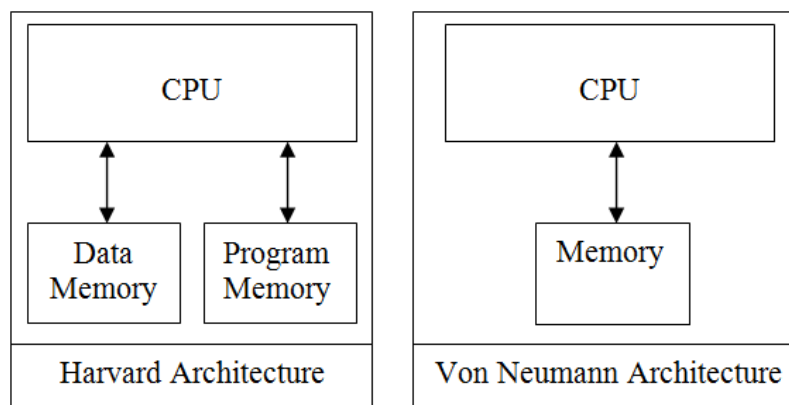 CPU
Data
Memory
Program
Memory
Harvard Architecture
CPU
Memory
Von Neumann Architecture